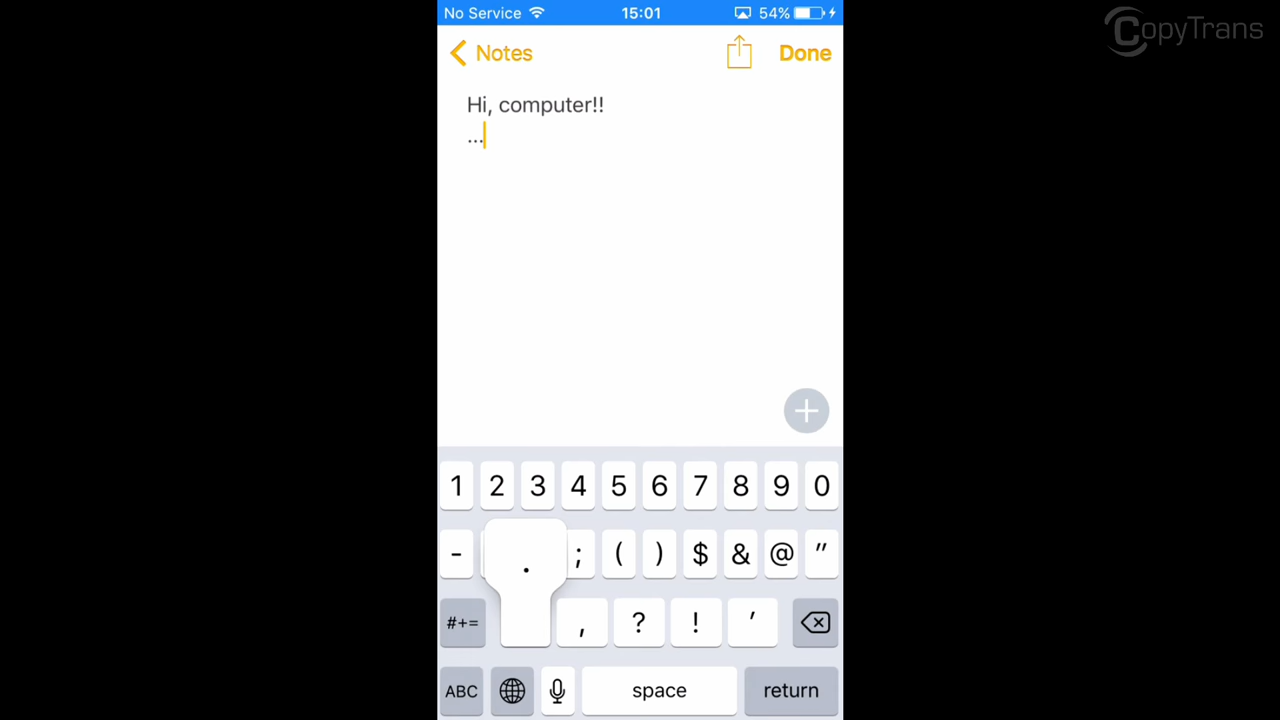 No Service 15:01 54%
CopyTrans
Notes Done
Hi, computer!!
...
1 2 3 4 5 6 7 8 9 0
- . ; ( ) $ & @ "
#+= , ? ! '
ABC space return